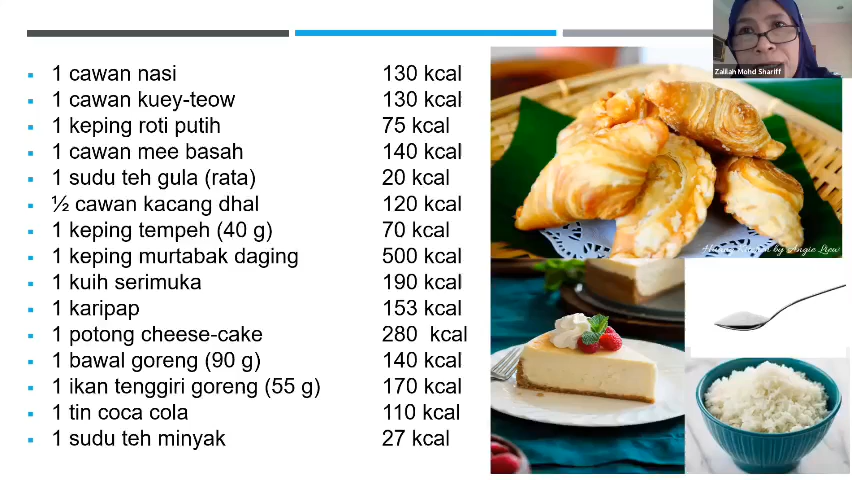 Zalilah Mohd Shariff
1 cawan nasi 130 kcal
1 cawan kuey-teow 130 kcal
1 keping roti putih 75 kcal
1 cawan mee basah 140 kcal
1 sudu teh gula (rata) 20 kcal
½ cawan kacang dhal 120 kcal
1 keping tempeh (40 g) 70 kcal
1 keping murtabak daging 500 kcal
1 kuih serimuka 190 kcal
1 karipap 153 kcal
1 potong cheese-cake 280 kcal
1 bawal goreng (90 g) 140 kcal
1 ikan tenggiri goreng (55 g) 170 kcal
1 tin coca cola 110 kcal
1 sudu teh minyak 27 kcal
by Angie Liew